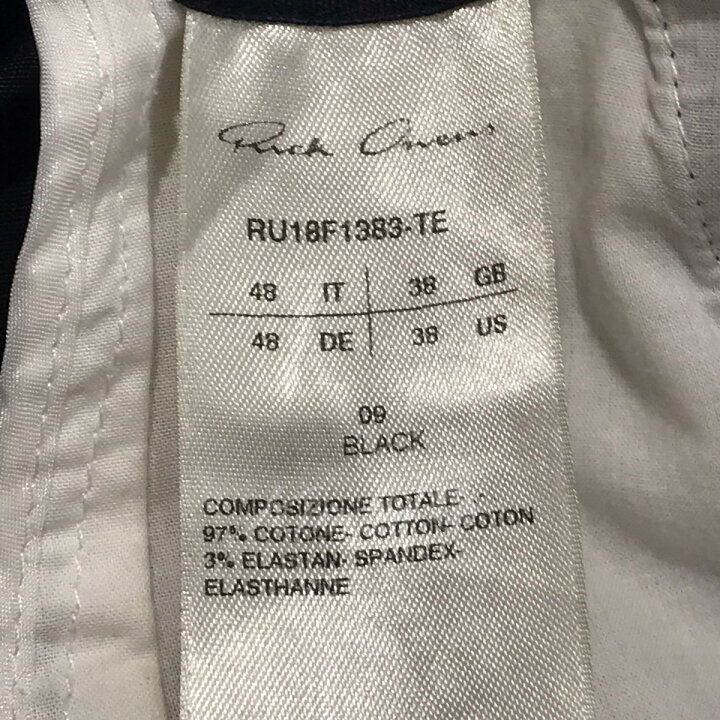 Rick Owens
RU18F1383-TE
48 IT 38 GB
48 DE 38 US
09
BLACK
COMPOSIZIONE TOTALE-
97% COTONE- COTTON- COTON
3% ELASTAN- SPANDEX-
ELASTHANNE